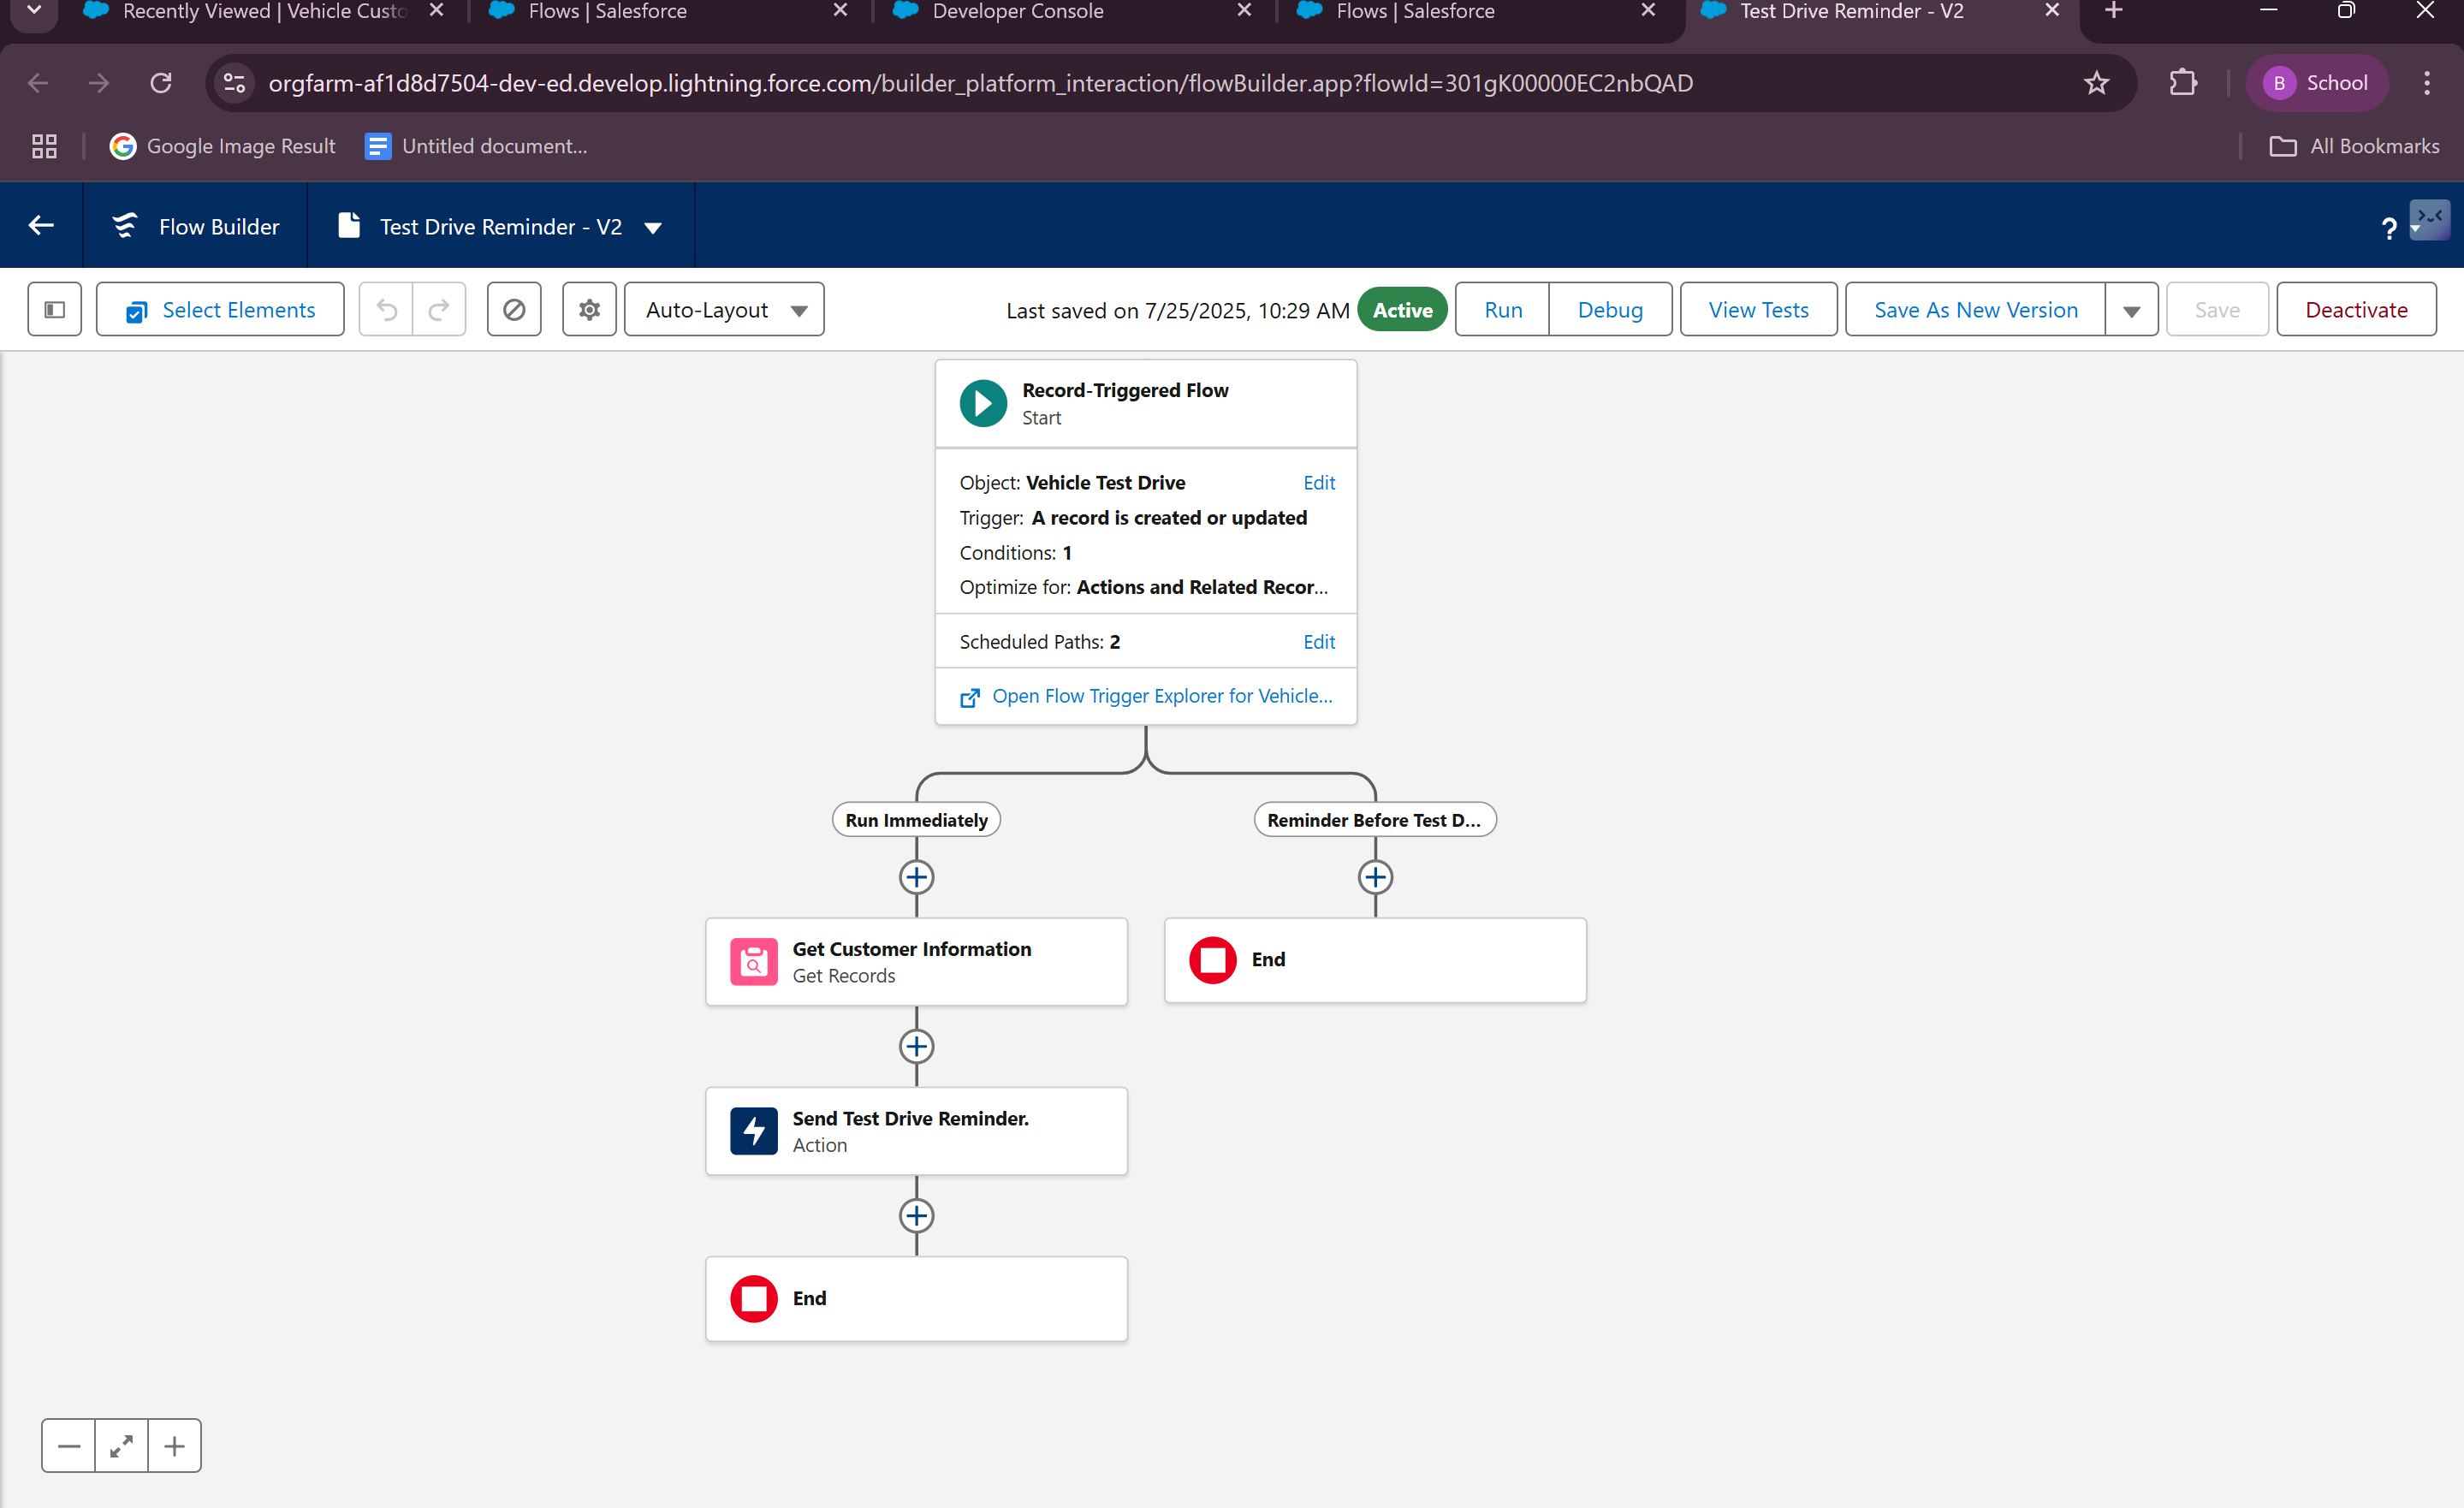 Recently Viewed | Vehicle Custo
Flows | Salesforce
Developer Console
Flows | Salesforce
Test Drive Reminder - V2
orgfarm-af1d8d7504-dev-ed.develop.lightning.force.com/builder_platform_interaction/flowBuilder.app?flowId=301gK00000EC2nbQAD
B School
Google Image Result
Untitled document...
All Bookmarks
Flow Builder
Test Drive Reminder - V2
?
Select Elements
Auto-Layout
Last saved on 7/25/2025, 10:29 AM
Active
Run
Debug
View Tests
Save As New Version
Save
Deactivate
Record-Triggered Flow
Start
Object: Vehicle Test Drive Edit
Trigger: A record is created or updated
Conditions: 1
Optimize for: Actions and Related Recor...
Scheduled Paths: 2 Edit
Open Flow Trigger Explorer for Vehicle...
Run Immediately
Reminder Before Test D...
Get Customer Information
Get Records
End
Send Test Drive Reminder.
Action
End